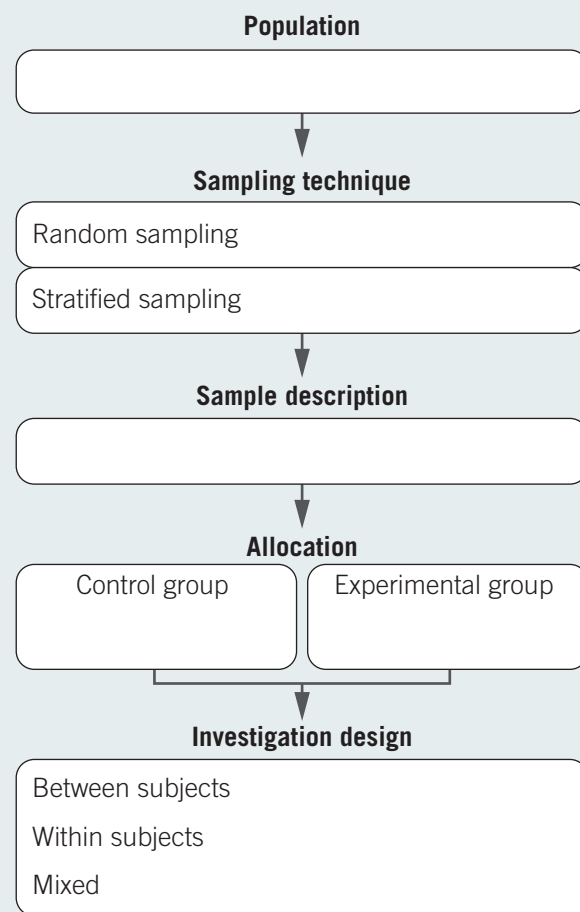 Population
Sampling technique
Random sampling
Stratified sampling
Sample description
Allocation
Control group
Experimental group
Investigation design
Between subjects
Within subjects
Mixed